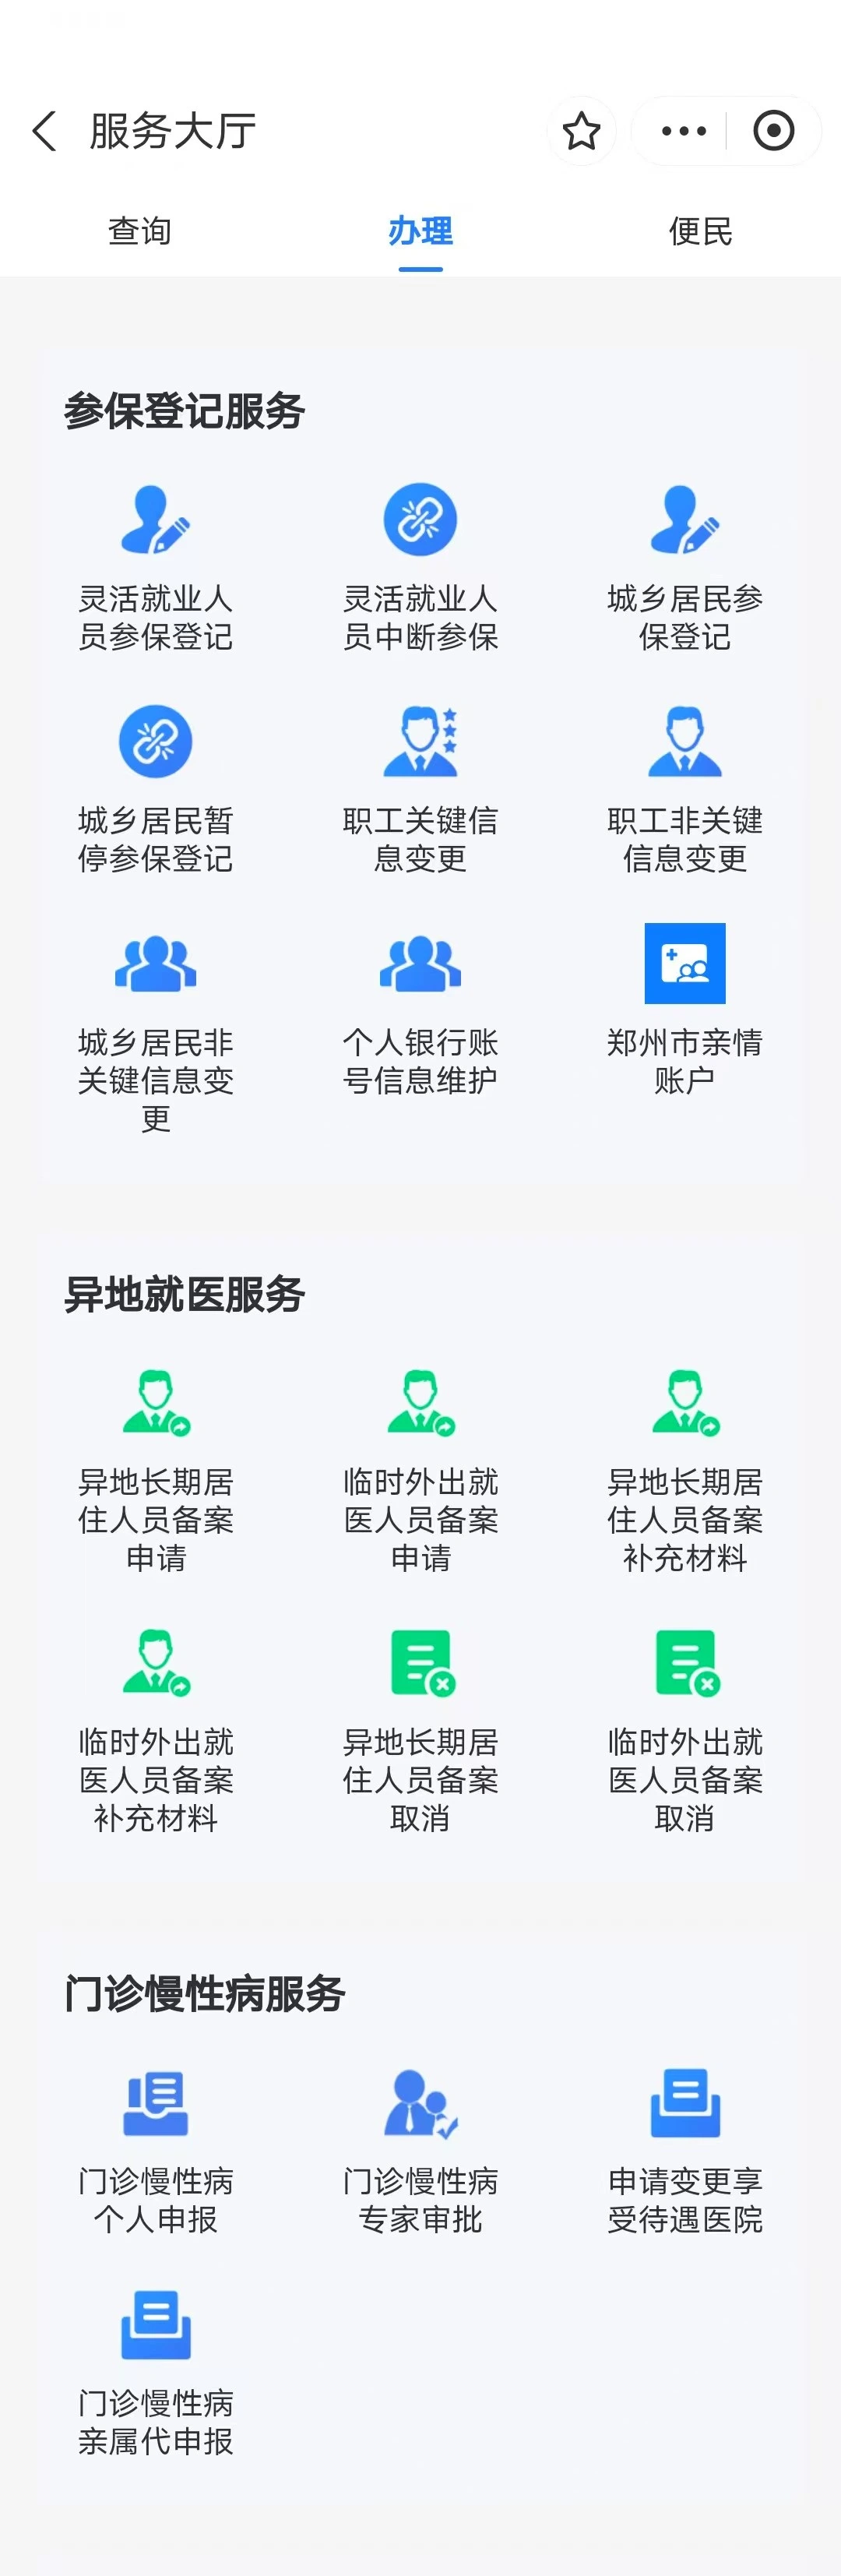 服务大厅
查询 办理 便民
参保登记服务
灵活就业人
员参保登记
灵活就业人
员中断参保
城乡居民参
保登记
城乡居民暂
停参保登记
职工关键信
息变更
职工非关键
信息变更
城乡居民非
关键信息变
更
个人银行账
号信息维护
郑州市亲情
账户
异地就医服务
异地长期居
住人员备案
申请
临时外出就
医人员备案
申请
异地长期居
住人员备案
补充材料
临时外出就
医人员备案
补充材料
异地长期居
住人员备案
取消
临时外出就
医人员备案
取消
门诊慢性病服务
门诊慢性病
个人申报
门诊慢性病
专家审批
申请变更享
受待遇医院
门诊慢性病
亲属代申报